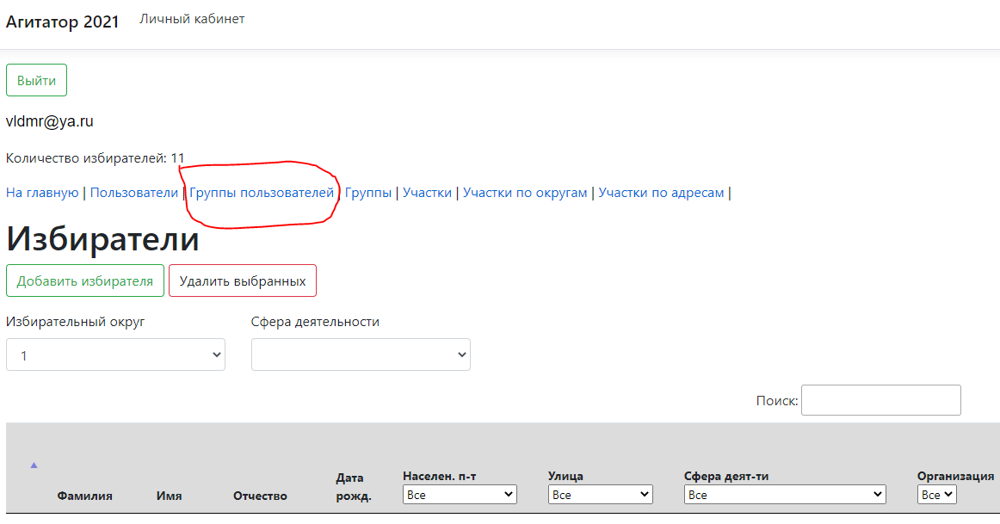 Агитатор 2021 Личный кабинет
Выйти
vldmr@ya.ru
Количество избирателей: 11
На главную | Пользователи | Группы пользователей | Группы | Участки | Участки по округам | Участки по адресам |
Избиратели
Добавить избирателя Удалить выбранных
Избирательный округ Сфера деятельности
1
Поиск:
Фамилия Имя Отчество Дата рожд. Населен. п-т Улица Сфера деят-ти Организация
Все Все Все Все